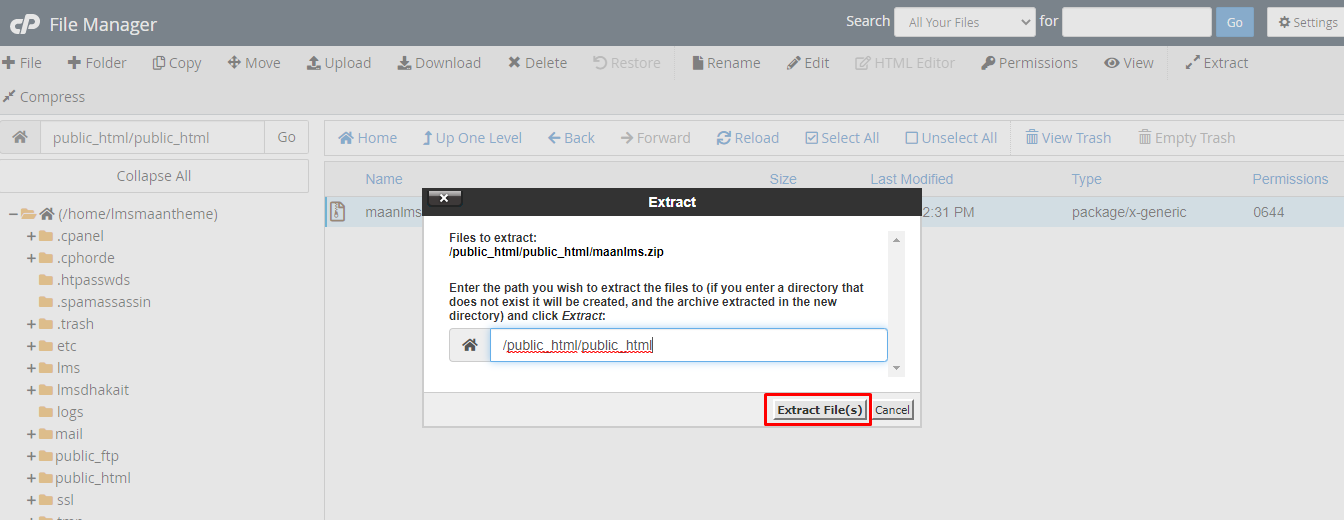 cP File Manager Search All Your Files for Go Settings
File Folder Copy Move Upload Download Delete Restore Rename Edit HTML Editor Permissions View Extract
Compress
public_html/public_html Go
Home Up One Level Back Forward Reload Select All Unselect All View Trash Empty Trash
Collapse All
Name Size Last Modified Type Permissions
maanlms 2:31 PM package/x-generic 0644
(/home/lmsmaantheme)
.cpanel
.cphorde
.htpasswds
.spamassassin
.trash
etc
lms
lmsdhakait
logs
mail
public_ftp
public_html
ssl
Extract
Files to extract:
/public_html/public_html/maanlms.zip
Enter the path you wish to extract the files to (if you enter a directory that
does not exist it will be created, and the archive extracted in the new
directory) and click Extract:
/public_html/public_html
Extract File(s) Cancel